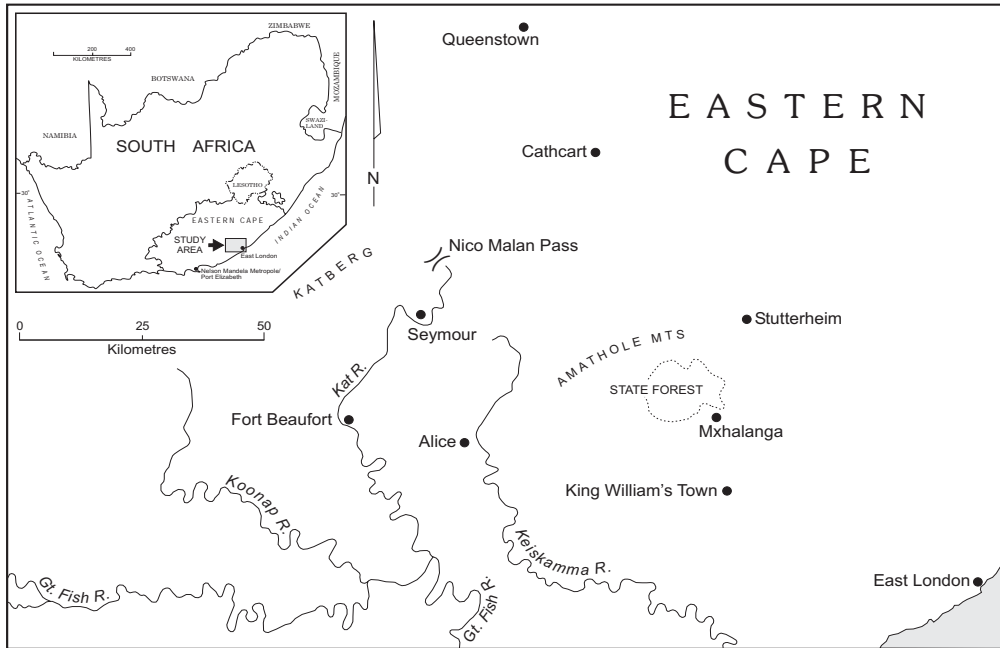 ZIMBABWE
200 400
KILOMETRES
BOTSWANA
MOZAMBIQUE
NAMIBIA
SWAZI-
LAND
SOUTH AFRICA
LESOTHO
30°
30°
ATLANTIC OCEAN
INDIAN OCEAN
EASTERN CAPE
STUDY
AREA
East London
Nelson Mandela Metropole/
Port Elizabeth
N
Queenstown
EASTERN
CAPE
Cathcart
Nico Malan Pass
KATBERG
0 25 50
Kilometres
Seymour
Stutterheim
AMATHOLE MTS
STATE FOREST
Kat R.
Fort Beaufort
Alice
Mxhalanga
King William's Town
Koonap R.
Keiskamma R.
East London
Gt. Fish R.
Gt. Fish R.